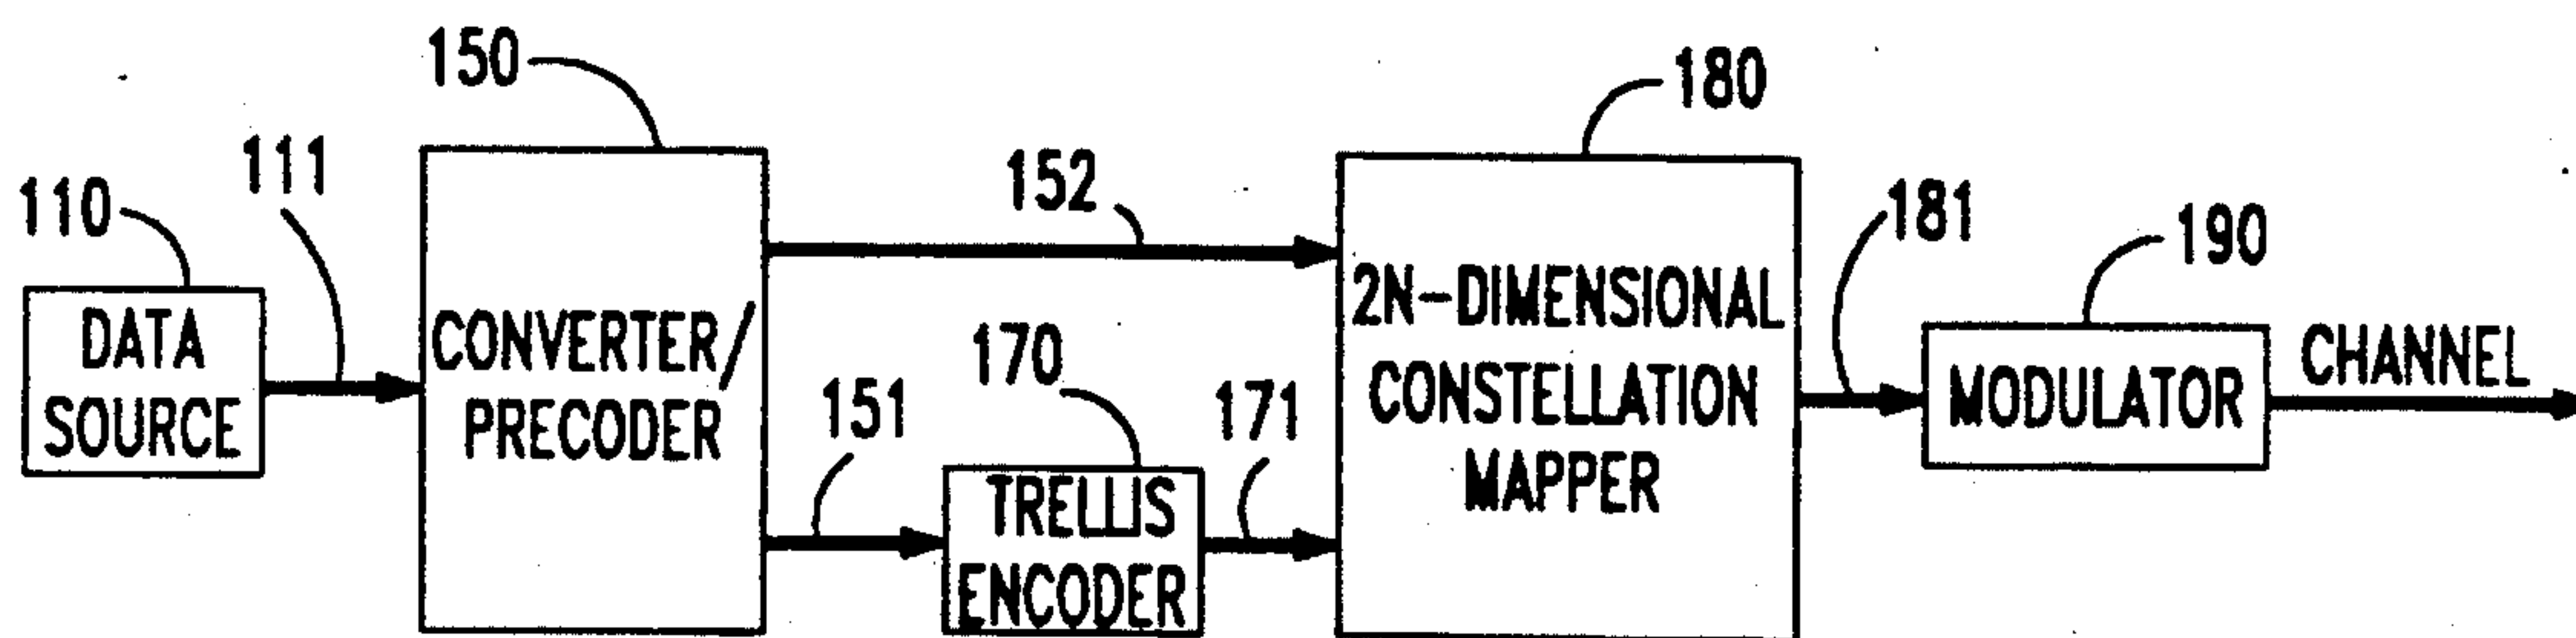 150
180
111
152
181
110
190
DATA
SOURCE
CONVERTER/
PRECODER
151
170
TRELLIS
ENCODER
171
2N-DIMENSIONAL
CONSTELLATION
MAPPER
MODULATOR
CHANNEL